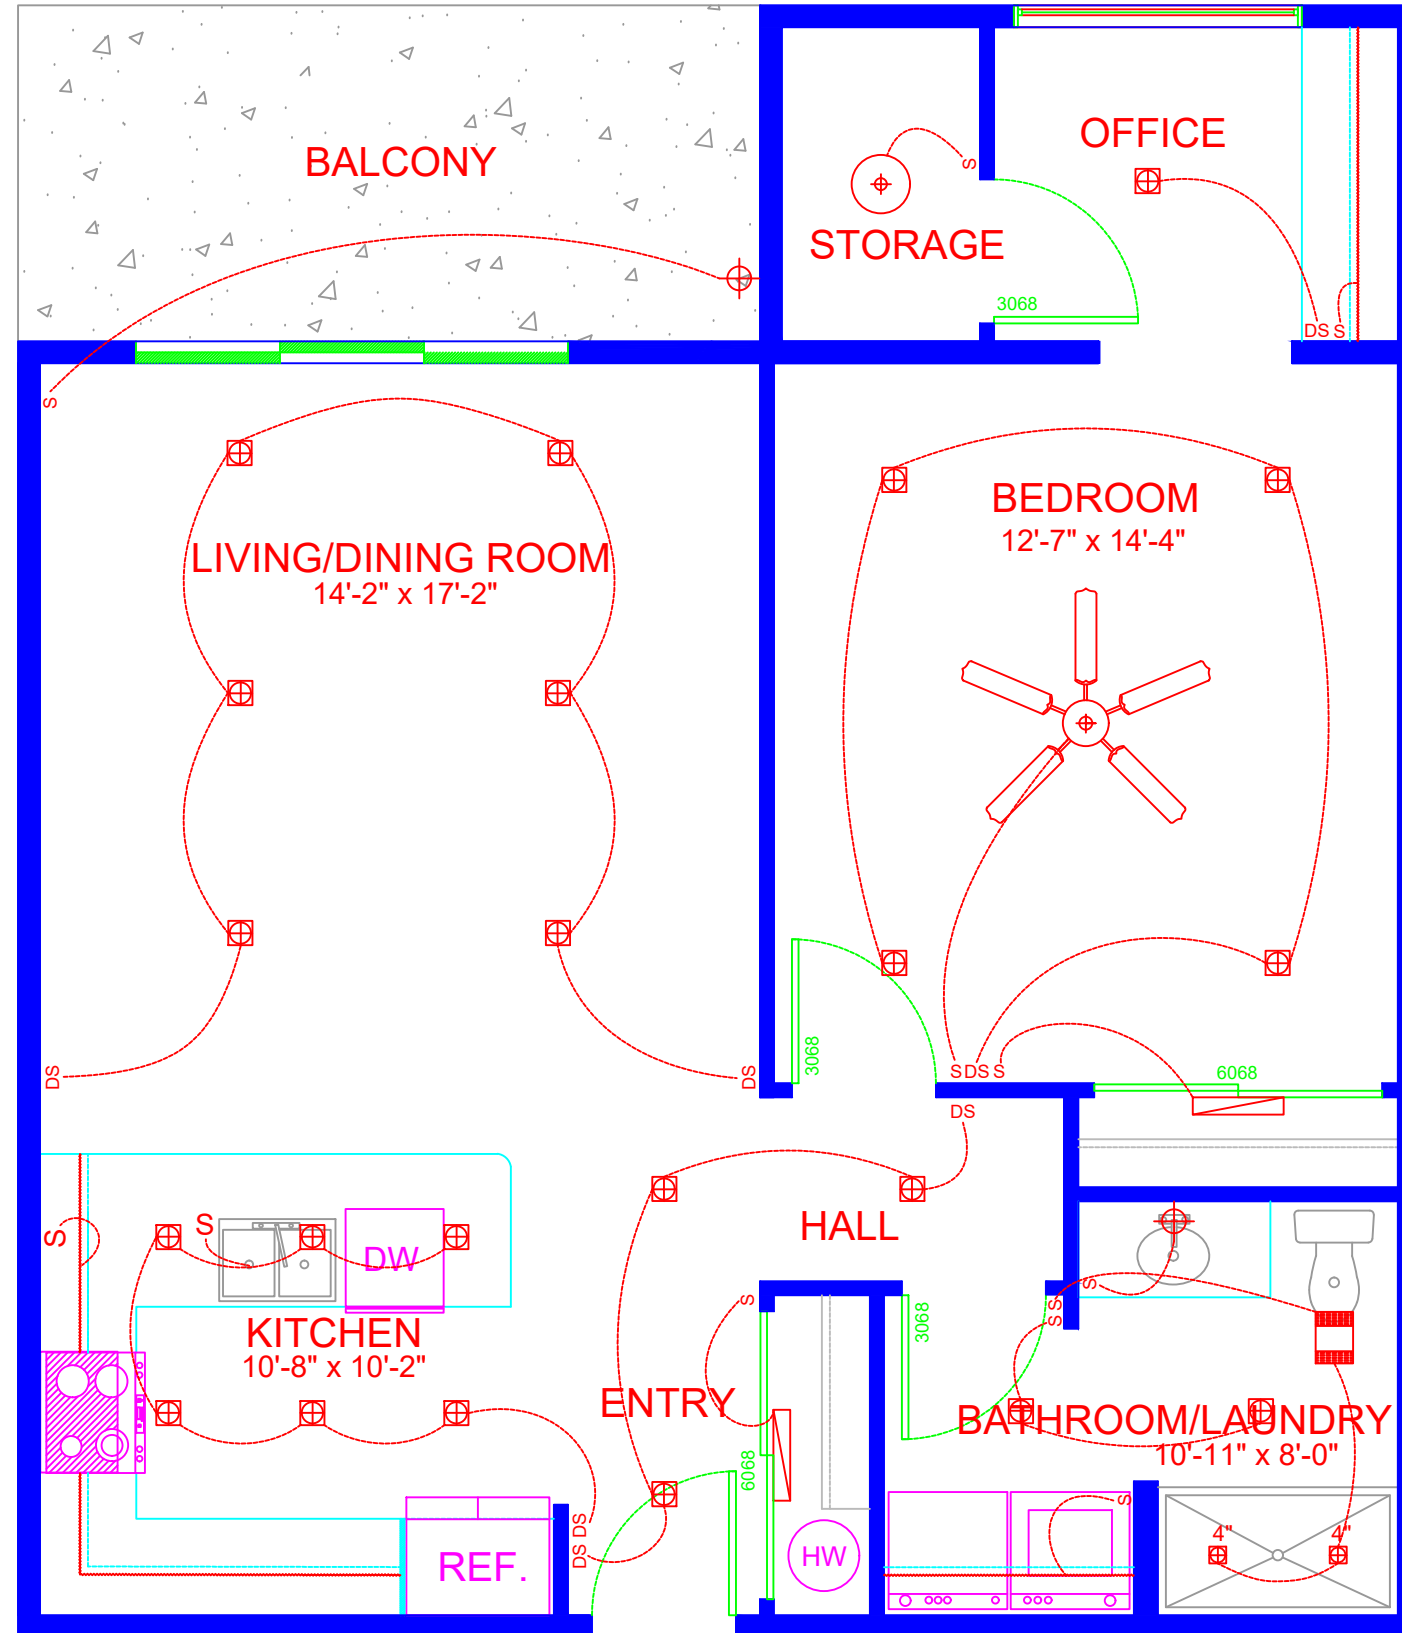 BALCONY
OFFICE
S
STORAGE
3068
DS S
S
LIVING/DINING ROOM
14'-2" x 17'-2"
BEDROOM
12'-7" x 14'-4"
3068
S DS S
6068
DS
DS
DS
S
S
DW
HALL
KITCHEN
10'-8" x 10'-2"
S
3068
S
S
S
ENTRY
BATHROOM/LAUNDRY
10'-11" x 8'-0"
6068
S
DS
DS
REF.
HW
4"
4"